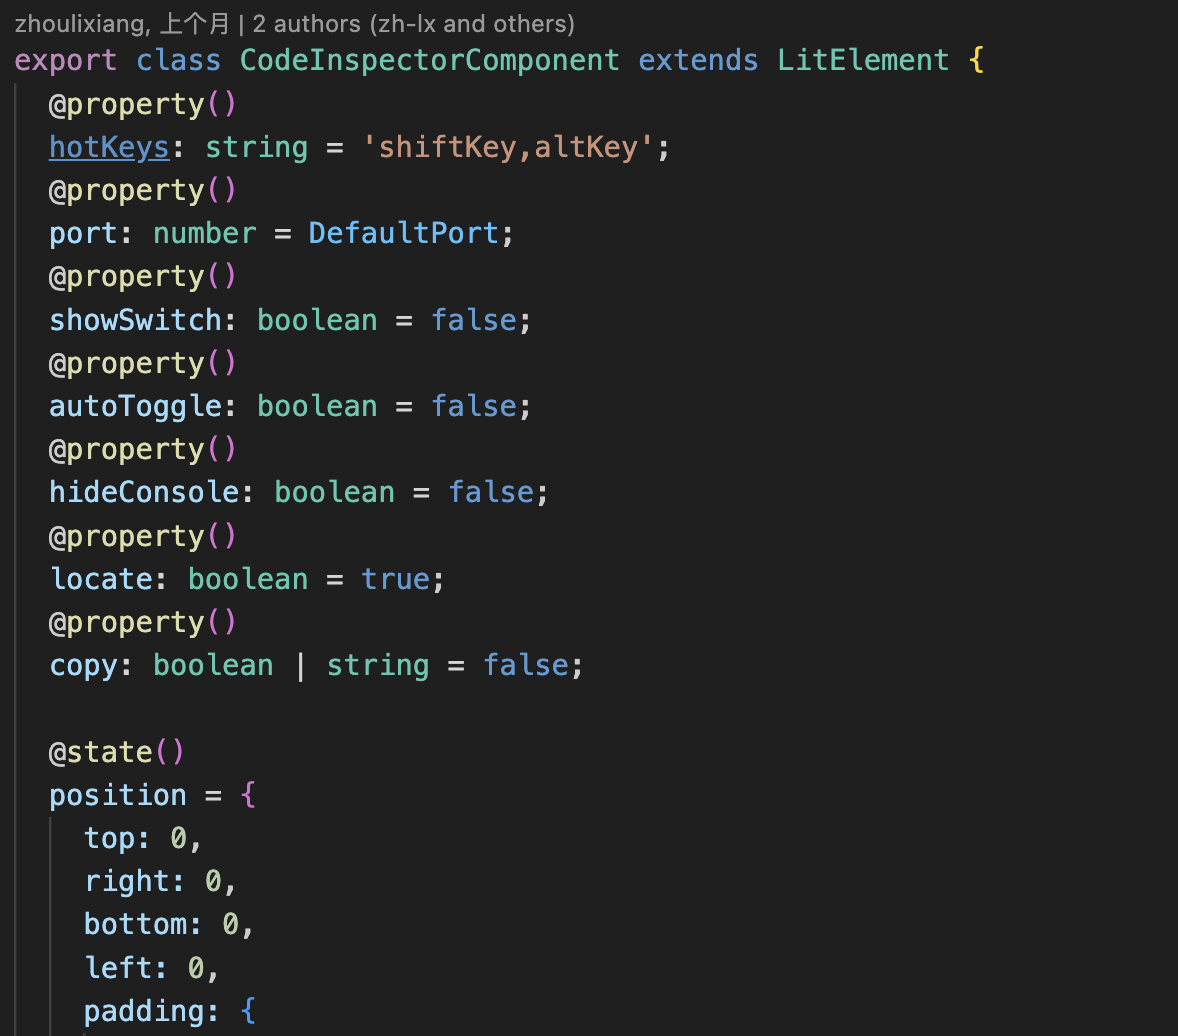 zhoulixiang, 上个月 | 2 authors (zh-lx and others)
export class CodeInspectorComponent extends LitElement {
@property()
hotKeys: string = 'shiftKey,altKey';
@property()
port: number = DefaultPort;
@property()
showSwitch: boolean = false;
@property()
autoToggle: boolean = false;
@property()
hideConsole: boolean = false;
@property()
locate: boolean = true;
@property()
copy: boolean | string = false;
@state()
position = {
top: 0,
right: 0,
bottom: 0,
left: 0,
padding: {